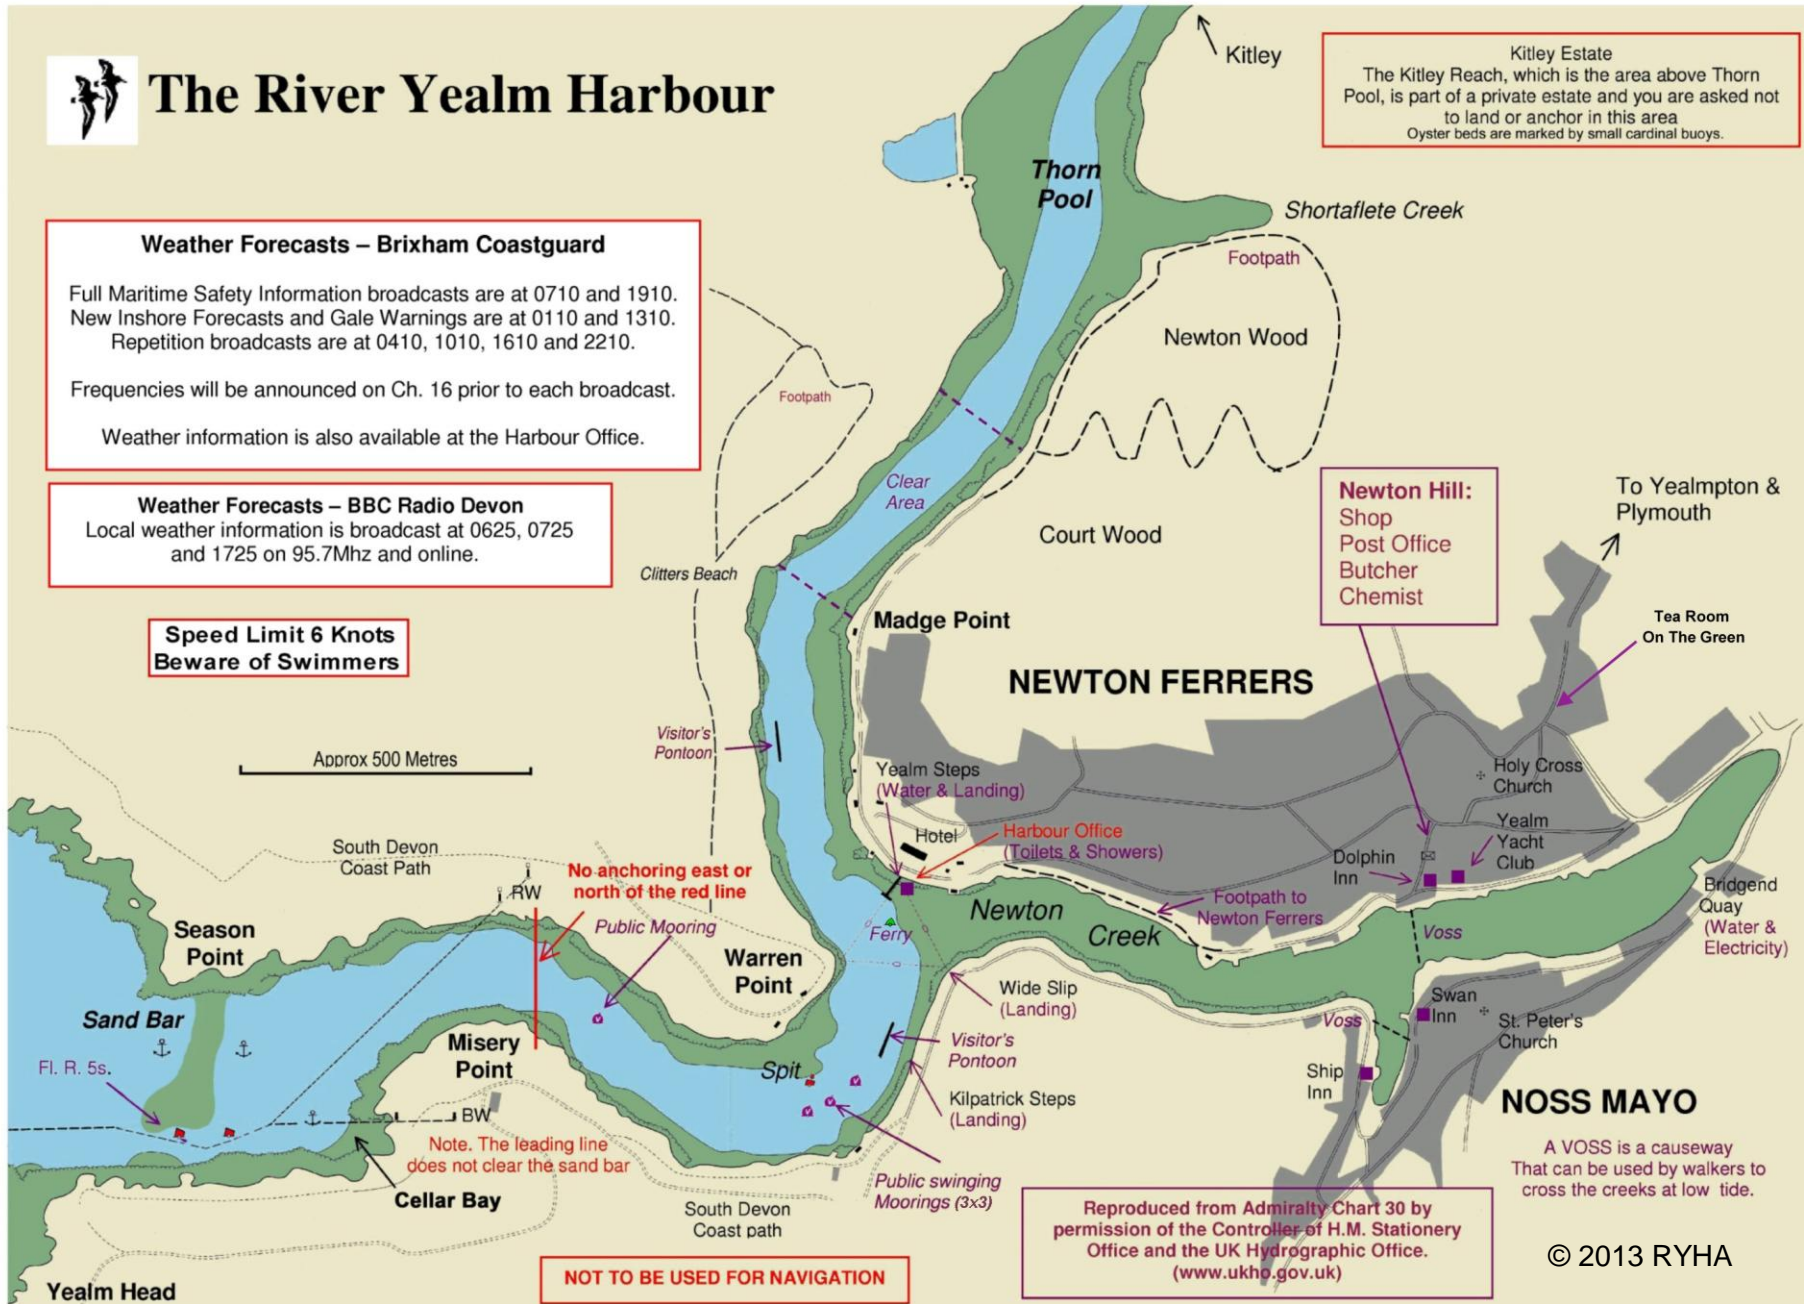 The River Yealm Harbour
Kitley
Kitley Estate
The Kitley Reach, which is the area above Thorn
Pool, is part of a private estate and you are asked not
to land or anchor in this area
Oyster beds are marked by small cardinal buoys.
Thorn
Pool
Shortaflete Creek
Footpath
Newton Wood
Weather Forecasts – Brixham Coastguard
Full Maritime Safety Information broadcasts are at 0710 and 1910.
New Inshore Forecasts and Gale Warnings are at 0110 and 1310.
Repetition broadcasts are at 0410, 1010, 1610 and 2210.
Frequencies will be announced on Ch. 16 prior to each broadcast.
Weather information is also available at the Harbour Office.
Footpath
Weather Forecasts – BBC Radio Devon
Local weather information is broadcast at 0625, 0725
and 1725 on 95.7Mhz and online.
Clear
Area
Court Wood
Newton Hill:
Shop
Post Office
Butcher
Chemist
To Yealmpton &
Plymouth
Clitters Beach
Speed Limit 6 Knots
Beware of Swimmers
Madge Point
Tea Room
On The Green
NEWTON FERRERS
Visitor's
Pontoon
Approx 500 Metres
Yealm Steps
(Water & Landing)
Holy Cross
Church
Hotel
Harbour Office
(Toilets & Showers)
Yealm
Yacht
Club
Dolphin
Inn
South Devon
Coast Path
No anchoring east or
north of the red line
RW
Public Mooring
Season
Point
Warren
Point
Ferry
Newton
Creek
Footpath to
Newton Ferrers
Voss
Bridgend
Quay
(Water &
Electricity)
Sand Bar
Fl. R. 5s.
Misery
Point
Wide Slip
(Landing)
Swan
Inn
St. Peter's
Church
Voss
Visitor's
Pontoon
Spit
Ship
Inn
Kilpatrick Steps
(Landing)
NOSS MAYO
BW
Note. The leading line
does not clear the sand bar
Cellar Bay
A VOSS is a causeway
That can be used by walkers to
cross the creeks at low tide.
Public swinging
Moorings (3x3)
South Devon
Coast path
Reproduced from Admiralty Chart 30 by
permission of the Controller of H.M. Stationery
Office and the UK Hydrographic Office.
(www.ukho.gov.uk)
© 2013 RYHA
NOT TO BE USED FOR NAVIGATION
Yealm Head